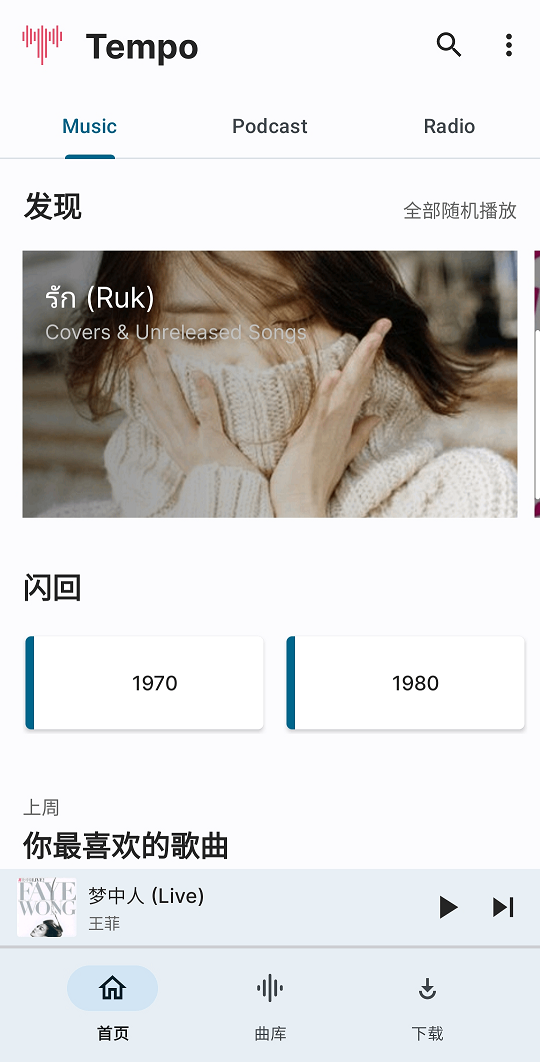 Tempo
Music
Podcast
Radio
发现
全部随机播放
รัก (Ruk)
Covers & Unreleased Songs
闪回
1970
1980
上周
你最喜欢的歌曲
FAYE
WONG
梦中人 (Live)
王菲
首页
曲库
下载